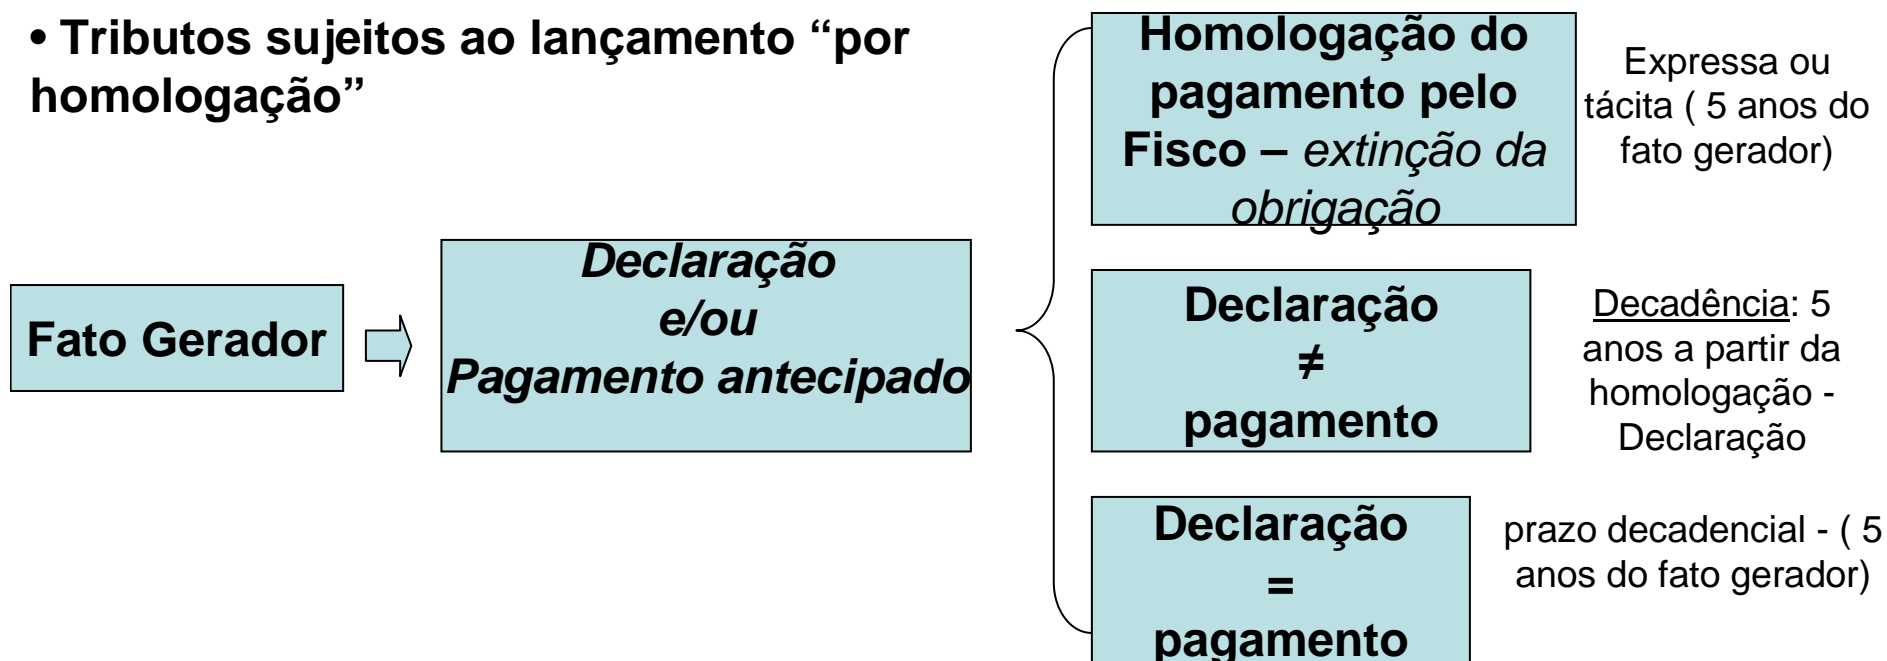 • Tributos sujeitos ao lançamento “por
homologação”
Fato Gerador
Declaração
e/ou
Pagamento antecipado
Homologação do
pagamento pelo
Fisco – extinção da
obrigação
Expressa ou
tácita ( 5 anos do
fato gerador)
Declaração
≠
pagamento
Decadência: 5
anos a partir da
homologação -
Declaração
Declaração
=
pagamento
prazo decadencial - ( 5
anos do fato gerador)